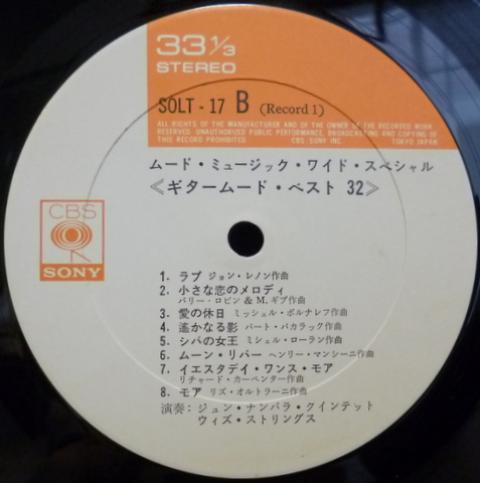 33 1/3
STEREO
SOLT - 17 B (Record 1)
ALL RIGHTS OF THE MANUFACTURER AND OF THE OWNER OF THE RECORDED WORK
RESERVED. UNAUTHORIZED PUBLIC PERFORMANCE, BROADCASTING AND COPYING OF
THIS RECORD PROHIBITED CBS SONY INC. TOKYO JAPAN
ムード・ミュージック・ワイド・スペシャル
≪ギタームード・ベスト 32≫
CBS
SONY
1. ラブ ジョン・レノン作曲
2. 小さな恋のメロディ
バリー・ロビン & M. ギブ作曲
3. 愛の休日 ミッシェル・ポルナレフ作曲
4. 遙かなる影 バート・バカラック作曲
5. シバの女王 ミシェル・ローラン作曲
6. ムーン・リバー ヘンリー・マンシーニ作曲
7. イエスタデイ・ワンス・モア
リチャード・カーペンター作曲
8. モア リズ・オルトラーニ作曲
演奏：ジュン・ナンバラ・クインテット
ウィズ・ストリングス